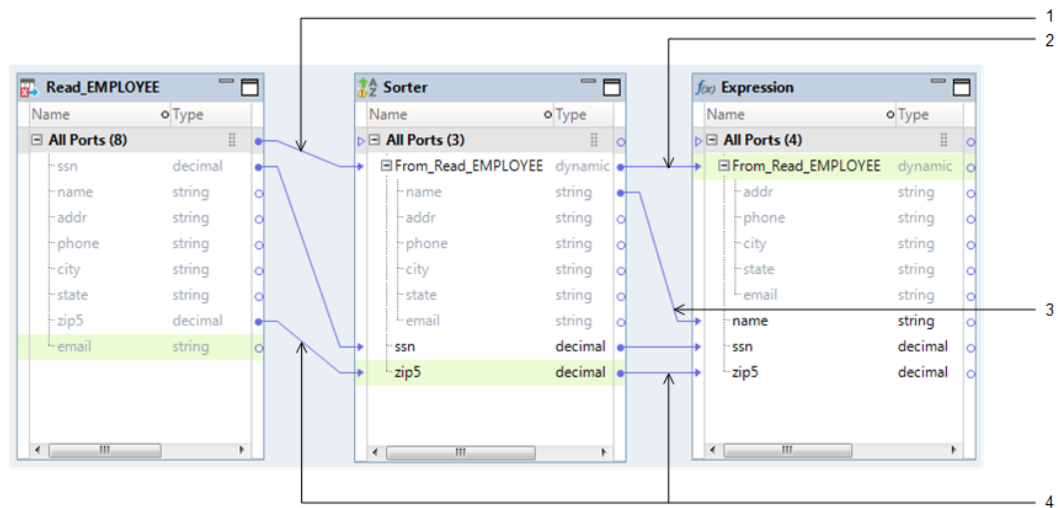 1
2
Read_EMPLOYEE
Name Type
All Ports (8)
ssn decimal
name string
addr string
phone string
city string
state string
zip5 decimal
email string
Sorter
Name Type
All Ports (3)
From_Read_EMPLOYEE dynamic
name string
addr string
phone string
city string
state string
email string
ssn decimal
zip5 decimal
f(x) Expression
Name Type
All Ports (4)
From_Read_EMPLOYEE dynamic
addr string
phone string
city string
state string
email string
name string
ssn decimal
zip5 decimal
3
4